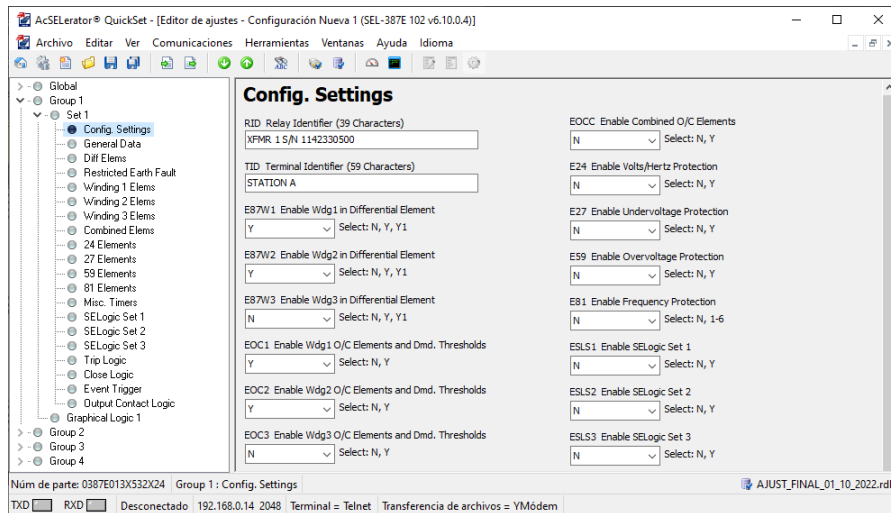 AcSELerator® QuickSet - [Editor de ajustes - Configuración Nueva 1 (SEL-387E 102 v6.10.0.4)]
Archivo Editar Ver Comunicaciones Herramientas Ventanas Ayuda Idioma
Global
Group 1
Set 1
Config. Settings
General Data
Diff Elems
Restricted Earth Fault
Winding 1 Elems
Winding 2 Elems
Winding 3 Elems
Combined Elems
24 Elements
27 Elements
59 Elements
81 Elements
Misc. Timers
SELogic Set 1
SELogic Set 2
SELogic Set 3
Trip Logic
Close Logic
Event Trigger
Output Contact Logic
Graphical Logic 1
Group 2
Group 3
Group 4
Config. Settings
RID Relay Identifier (39 Characters)
XFMR 1 S/N 1142330500
TID Terminal Identifier (59 Characters)
STATION A
E87W1 Enable Wdg1 in Differential Element
Y Select: N, Y, Y1
E87W2 Enable Wdg2 in Differential Element
Y Select: N, Y, Y1
E87W3 Enable Wdg3 in Differential Element
N Select: N, Y, Y1
EOC1 Enable Wdg1 O/C Elements and Dmd. Thresholds
Y Select: N, Y
EOC2 Enable Wdg2 O/C Elements and Dmd. Thresholds
Y Select: N, Y
EOC3 Enable Wdg3 O/C Elements and Dmd. Thresholds
N Select: N, Y
EOCC Enable Combined O/C Elements
N Select: N, Y
E24 Enable Volts/Hertz Protection
N Select: N, Y
E27 Enable Undervoltage Protection
N Select: N, Y
E59 Enable Overvoltage Protection
N Select: N, Y
E81 Enable Frequency Protection
N Select: N, 1-6
ESLS1 Enable SELogic Set 1
N Select: N, Y
ESLS2 Enable SELogic Set 2
N Select: N, Y
ESLS3 Enable SELogic Set 3
N Select: N, Y
Núm de parte: 0387E013X532X24 Group 1 : Config. Settings AJUST_FINAL_01_10_2022.rd
TXD RXD Desconectado 192.168.0.14 2048 Terminal = Telnet Transferencia de archivos = YMódem